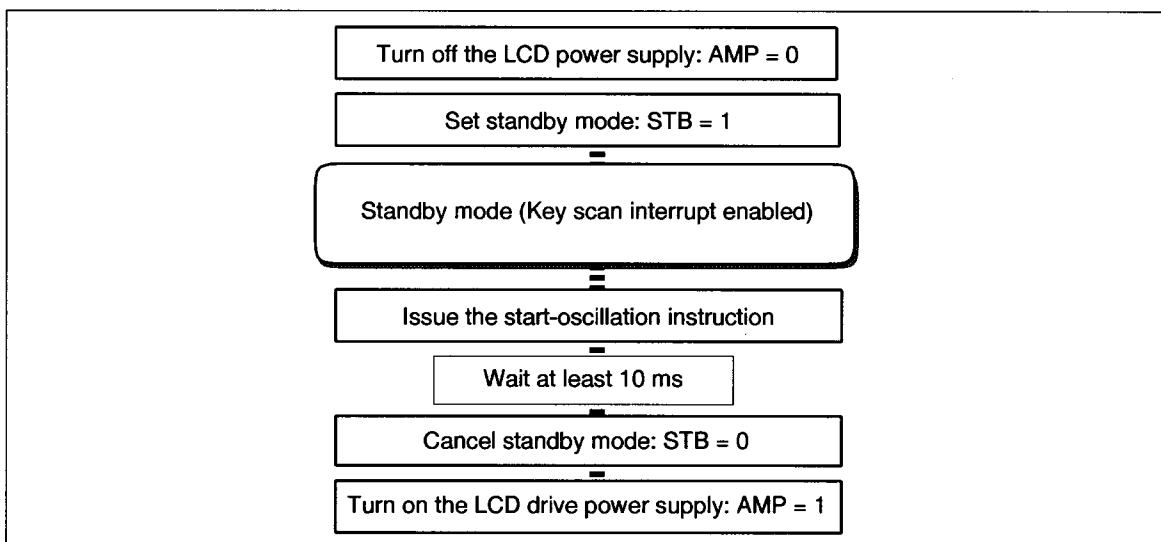 Turn off the LCD power supply: AMP = 0
Set standby mode: STB = 1
Standby mode (Key scan interrupt enabled)
Issue the start-oscillation instruction
Wait at least 10 ms
Cancel standby mode: STB = 0
Turn on the LCD drive power supply: AMP = 1